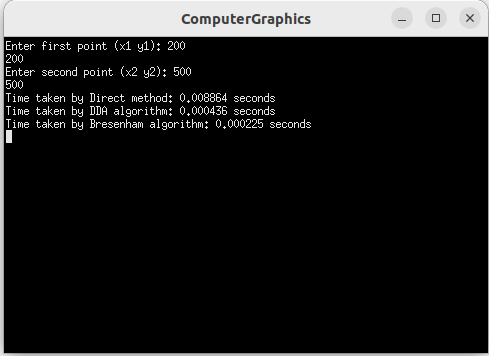 ComputerGraphics
Enter first point (x1 y1): 200
200
Enter second point (x2 y2): 500
500
Time taken by Direct method: 0.008864 seconds
Time taken by DDA algorithm: 0.000436 seconds
Time taken by Bresenham algorithm: 0.000225 seconds